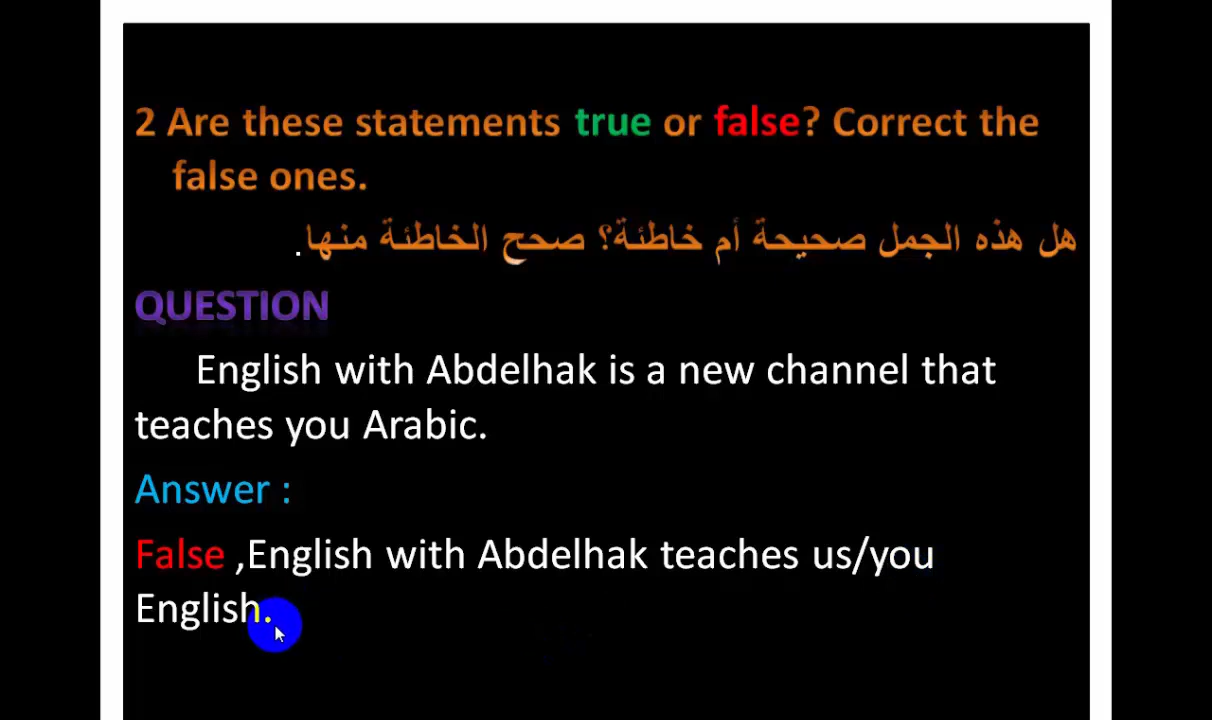 2 Are these statements true or false? Correct the
false ones.
هل هذه الجمل صحيحة أم خاطئة؟ صحح الخاطئة منها.
QUESTION
English with Abdelhak is a new channel that
teaches you Arabic.
Answer :
False ,English with Abdelhak teaches us/you
English.